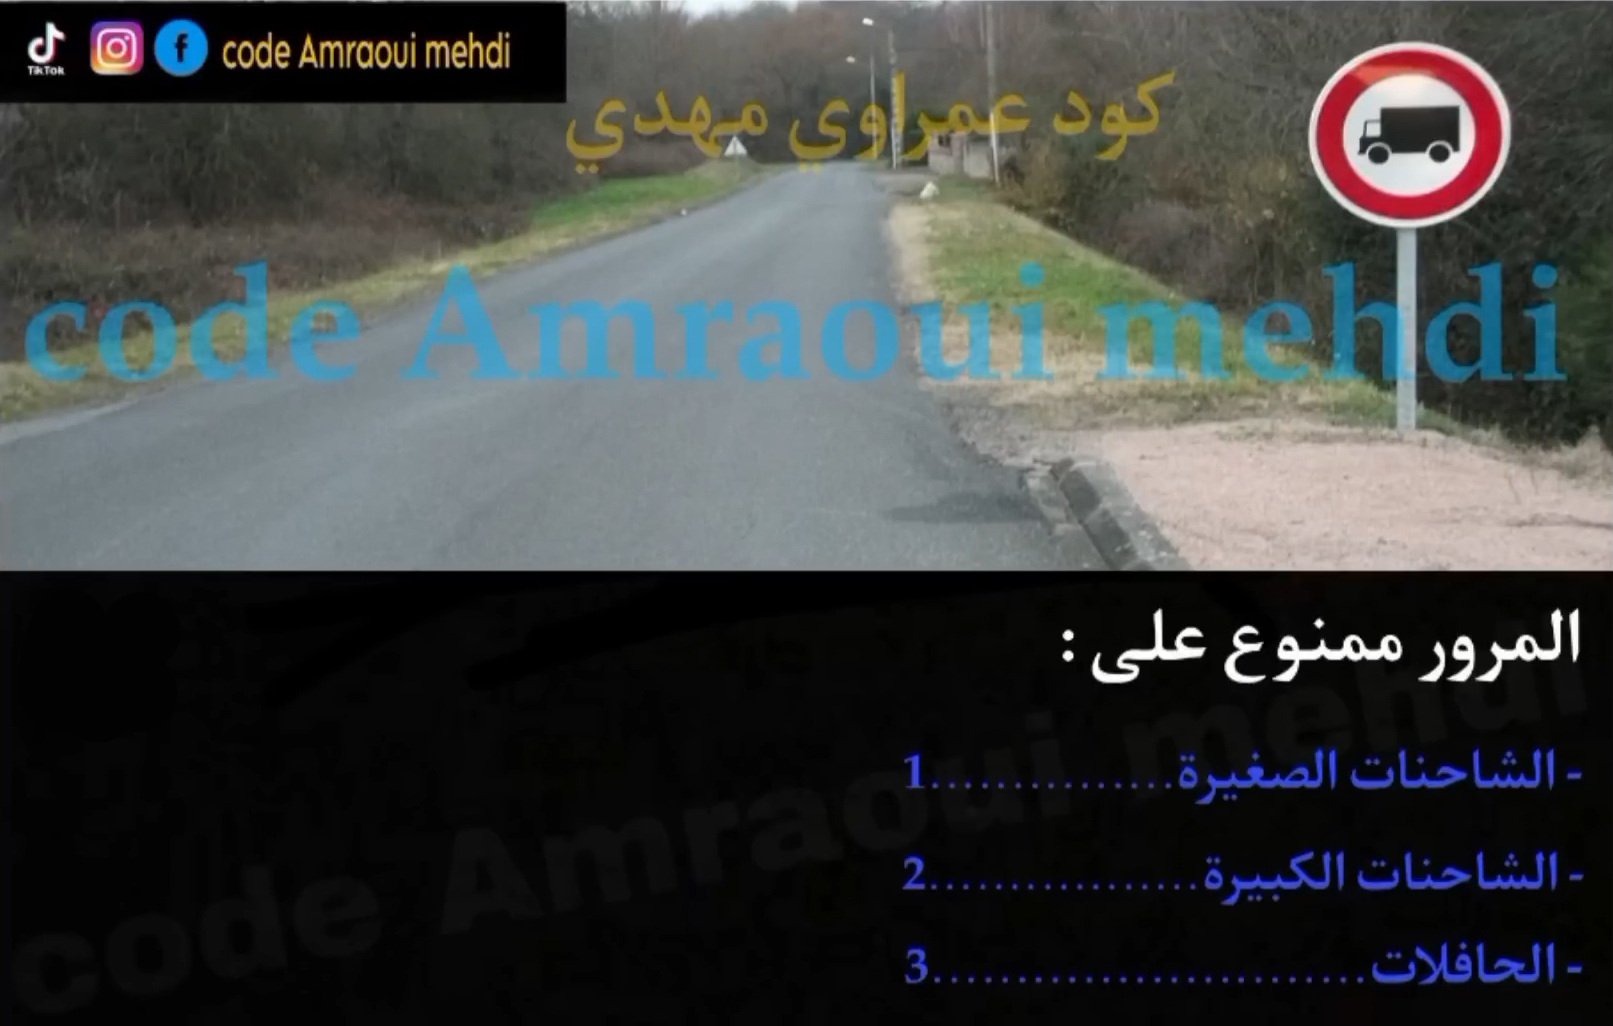 TikTok
code Amraoui mehdi
كود عمراوي مهدي
code Amraoui mehdi
المرور ممنوع على :
- الشاحنات الصغيرة...............1
- الشاحنات الكبيرة.................2
- الحافلات...........................3
code Amraoui mehdi